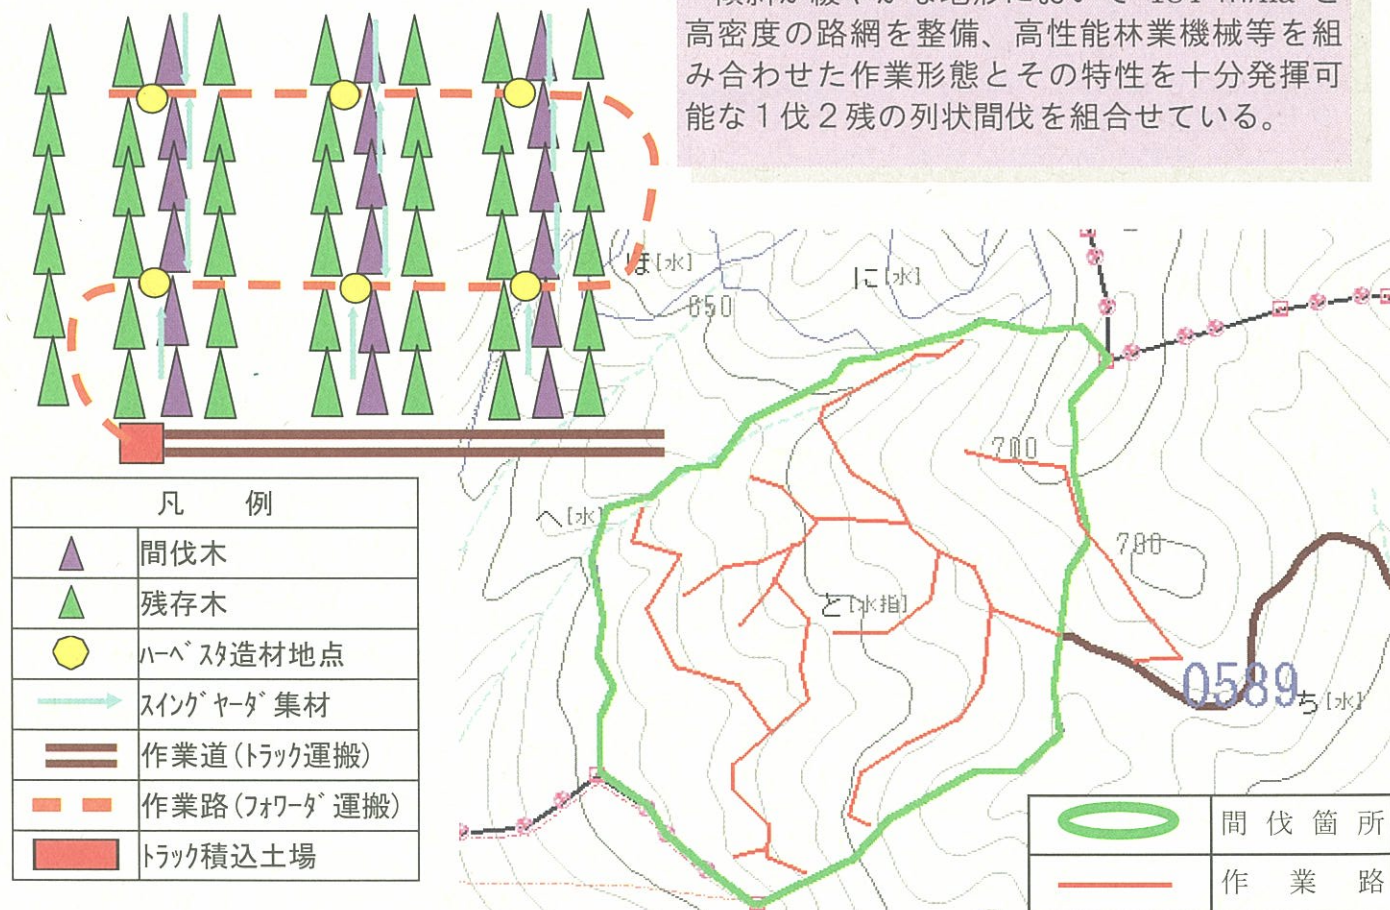 高密度の路網を整備、高性能林業機械等を組
み合わせた作業形態とその特性を十分発揮可
能な1伐2残の列状間伐を組合せている。
ほ[水]
に[水]
650
700
へ[水]
700
と[水指]
0589
ち[水]
凡 例
間伐木
残存木
ハーベスタ造材地点
スイングヤーダ集材
作業道(トラック運搬)
作業路(フォワーダ運搬)
トラック積込土場
間伐箇所
作業路